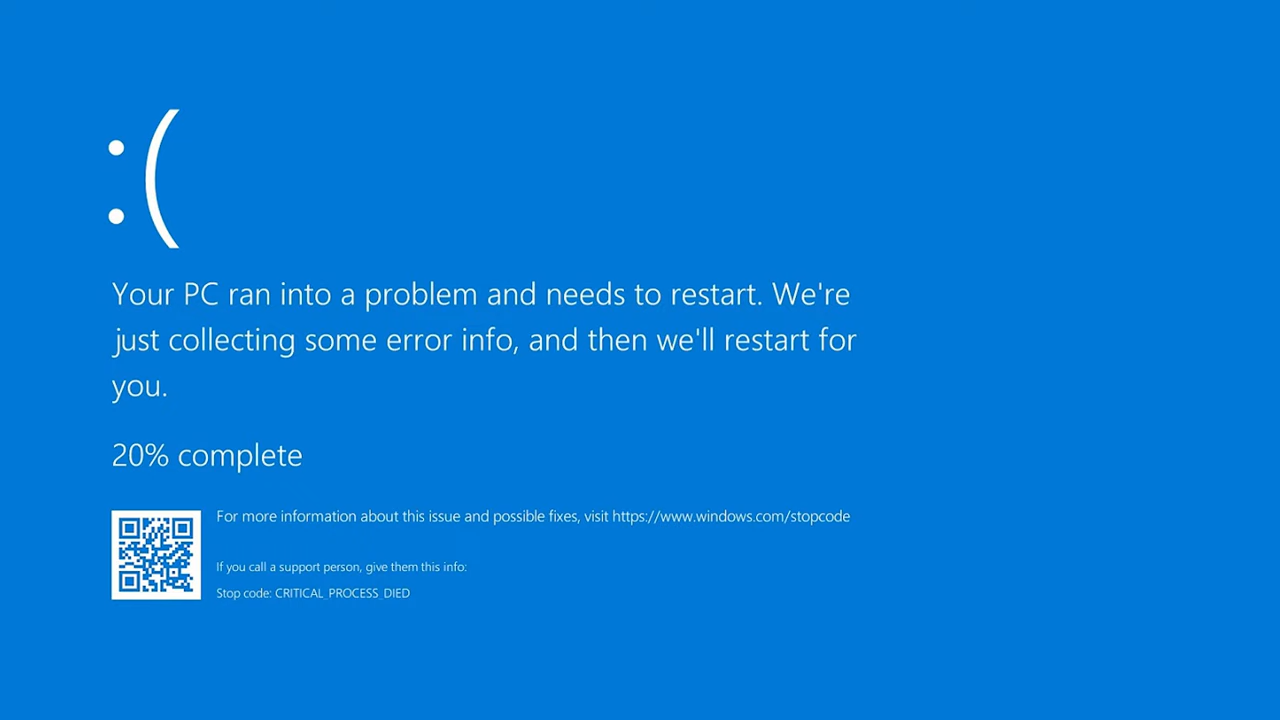 :(
Your PC ran into a problem and needs to restart. We're
just collecting some error info, and then we'll restart for
you.
20% complete
For more information about this issue and possible fixes, visit https://www.windows.com/stopcode
If you call a support person, give them this info:
Stop code: CRITICAL_PROCESS_DIED